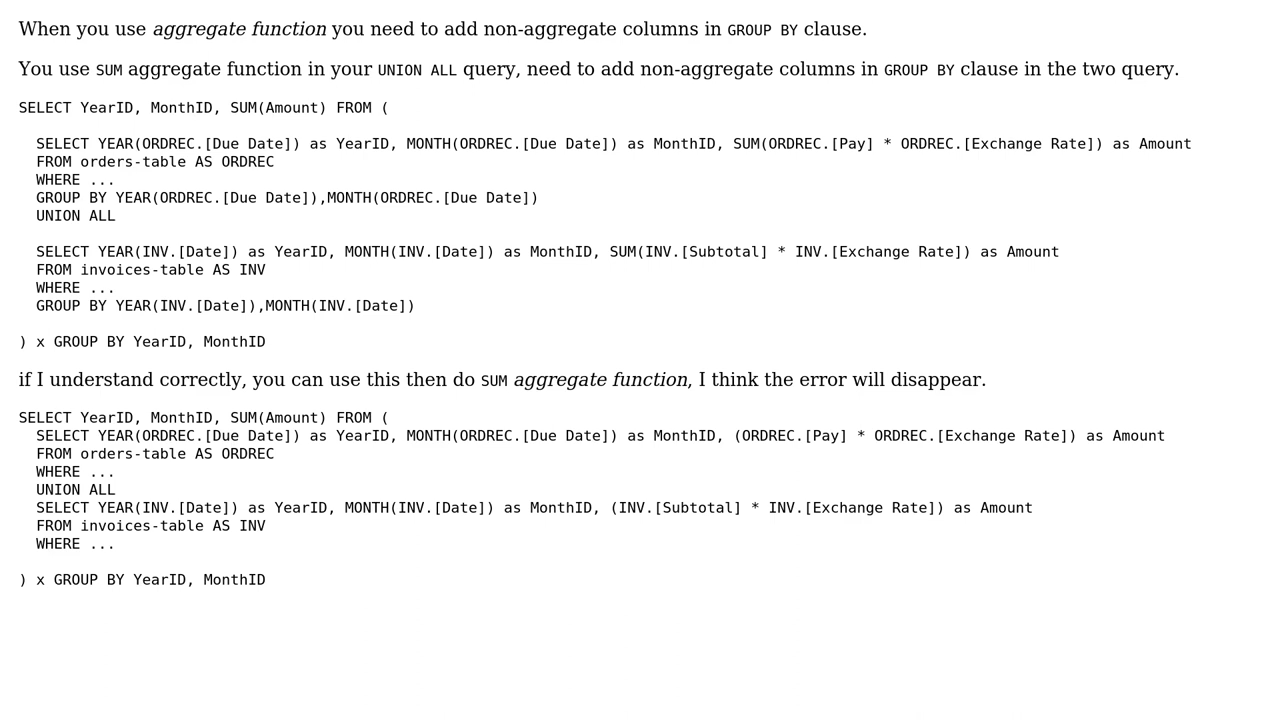 When you use aggregate function you need to add non-aggregate columns in GROUP BY clause.
You use SUM aggregate function in your UNION ALL query, need to add non-aggregate columns in GROUP BY clause in the two query.
SELECT YearID, MonthID, SUM(Amount) FROM (
  SELECT YEAR(ORDREC.[Due Date]) as YearID, MONTH(ORDREC.[Due Date]) as MonthID, SUM(ORDREC.[Pay] * ORDREC.[Exchange Rate]) as Amount
  FROM orders-table AS ORDREC
  WHERE ...
  GROUP BY YEAR(ORDREC.[Due Date]),MONTH(ORDREC.[Due Date])
  UNION ALL
  SELECT YEAR(INV.[Date]) as YearID, MONTH(INV.[Date]) as MonthID, SUM(INV.[Subtotal] * INV.[Exchange Rate]) as Amount
  FROM invoices-table AS INV
  WHERE ...
  GROUP BY YEAR(INV.[Date]),MONTH(INV.[Date])
) x GROUP BY YearID, MonthID
if I understand correctly, you can use this then do SUM aggregate function, I think the error will disappear.
SELECT YearID, MonthID, SUM(Amount) FROM (
  SELECT YEAR(ORDREC.[Due Date]) as YearID, MONTH(ORDREC.[Due Date]) as MonthID, (ORDREC.[Pay] * ORDREC.[Exchange Rate]) as Amount
  FROM orders-table AS ORDREC
  WHERE ...
  UNION ALL
  SELECT YEAR(INV.[Date]) as YearID, MONTH(INV.[Date]) as MonthID, (INV.[Subtotal] * INV.[Exchange Rate]) as Amount
  FROM invoices-table AS INV
  WHERE ...
) x GROUP BY YearID, MonthID